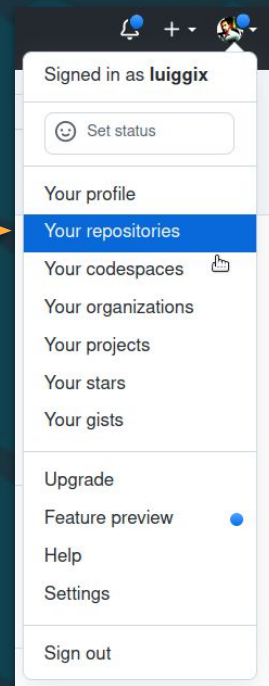 Signed in as luiggix
Set status
Your profile
Your repositories
Your codespaces
Your organizations
Your projects
Your stars
Your gists
Upgrade
Feature preview
Help
Settings
Sign out